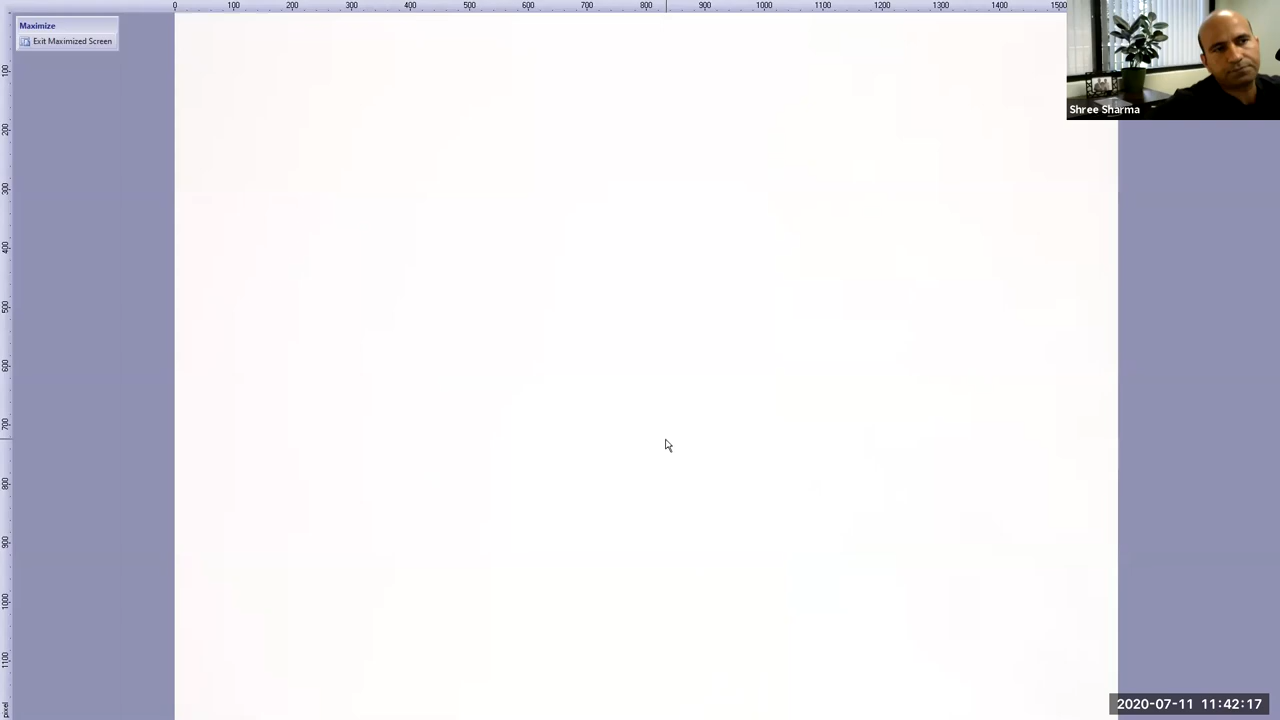 0 100 200 300 400 500 600 700 800 900 1000 1100 1200 1300 1400 1500
Maximize
Exit Maximized Screen
100
200
300
400
500
600
700
800
900
1000
1100
pixel
Shree Sharma
2020-07-11 11:42:17